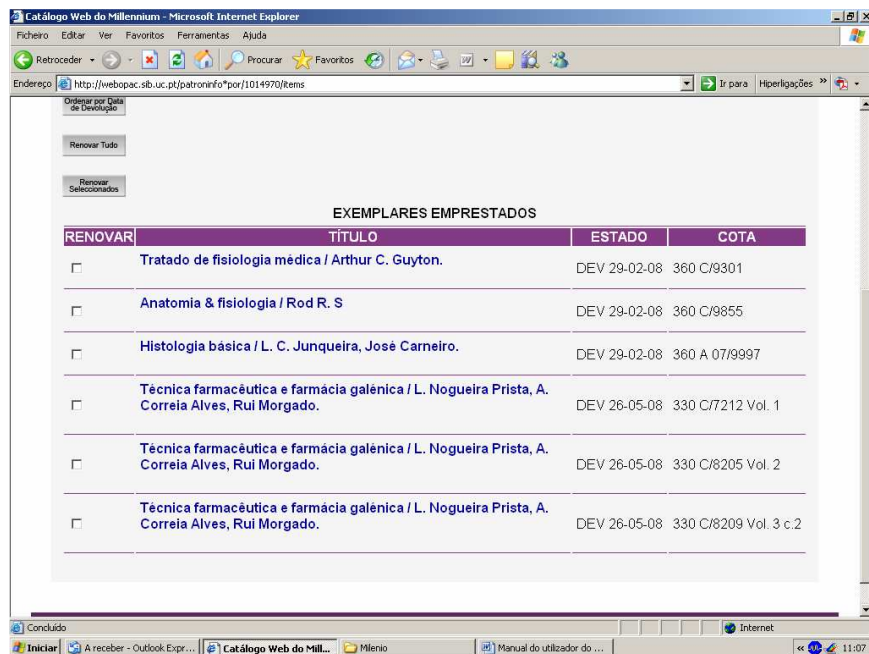 Catálogo Web do Millennium - Microsoft Internet Explorer
Ficheiro Editar Ver Favoritos Ferramentas Ajuda
Retroceder Procurar Favoritos
Endereço http://webopac.sib.uc.pt/patroninfo*por/1014970/items Ir para Hiperligações »
Ordenar por Data
de Devolução
Renovar Tudo
Renovar
Seleccionados
EXEMPLARES EMPRESTADOS
RENOVAR TÍTULO ESTADO COTA
Tratado de fisiologia médica / Arthur C. Guyton. DEV 29-02-08 360 C/9301
Anatomia & fisiologia / Rod R. S DEV 29-02-08 360 C/9855
Histologia básica / L. C. Junqueira, José Carneiro. DEV 29-02-08 360 A 07/9997
Técnica farmacêutica e farmácia galénica / L. Nogueira Prista, A.
Correia Alves, Rui Morgado. DEV 26-05-08 330 C/7212 Vol. 1
Técnica farmacêutica e farmácia galénica / L. Nogueira Prista, A.
Correia Alves, Rui Morgado. DEV 26-05-08 330 C/8205 Vol. 2
Técnica farmacêutica e farmácia galénica / L. Nogueira Prista, A.
Correia Alves, Rui Morgado. DEV 26-05-08 330 C/8209 Vol. 3 c.2
Concluído Internet
Iniciar A receber - Outlook Expr... Catálogo Web do Mill... Milenio Manual do utilizador do ... « 11:07